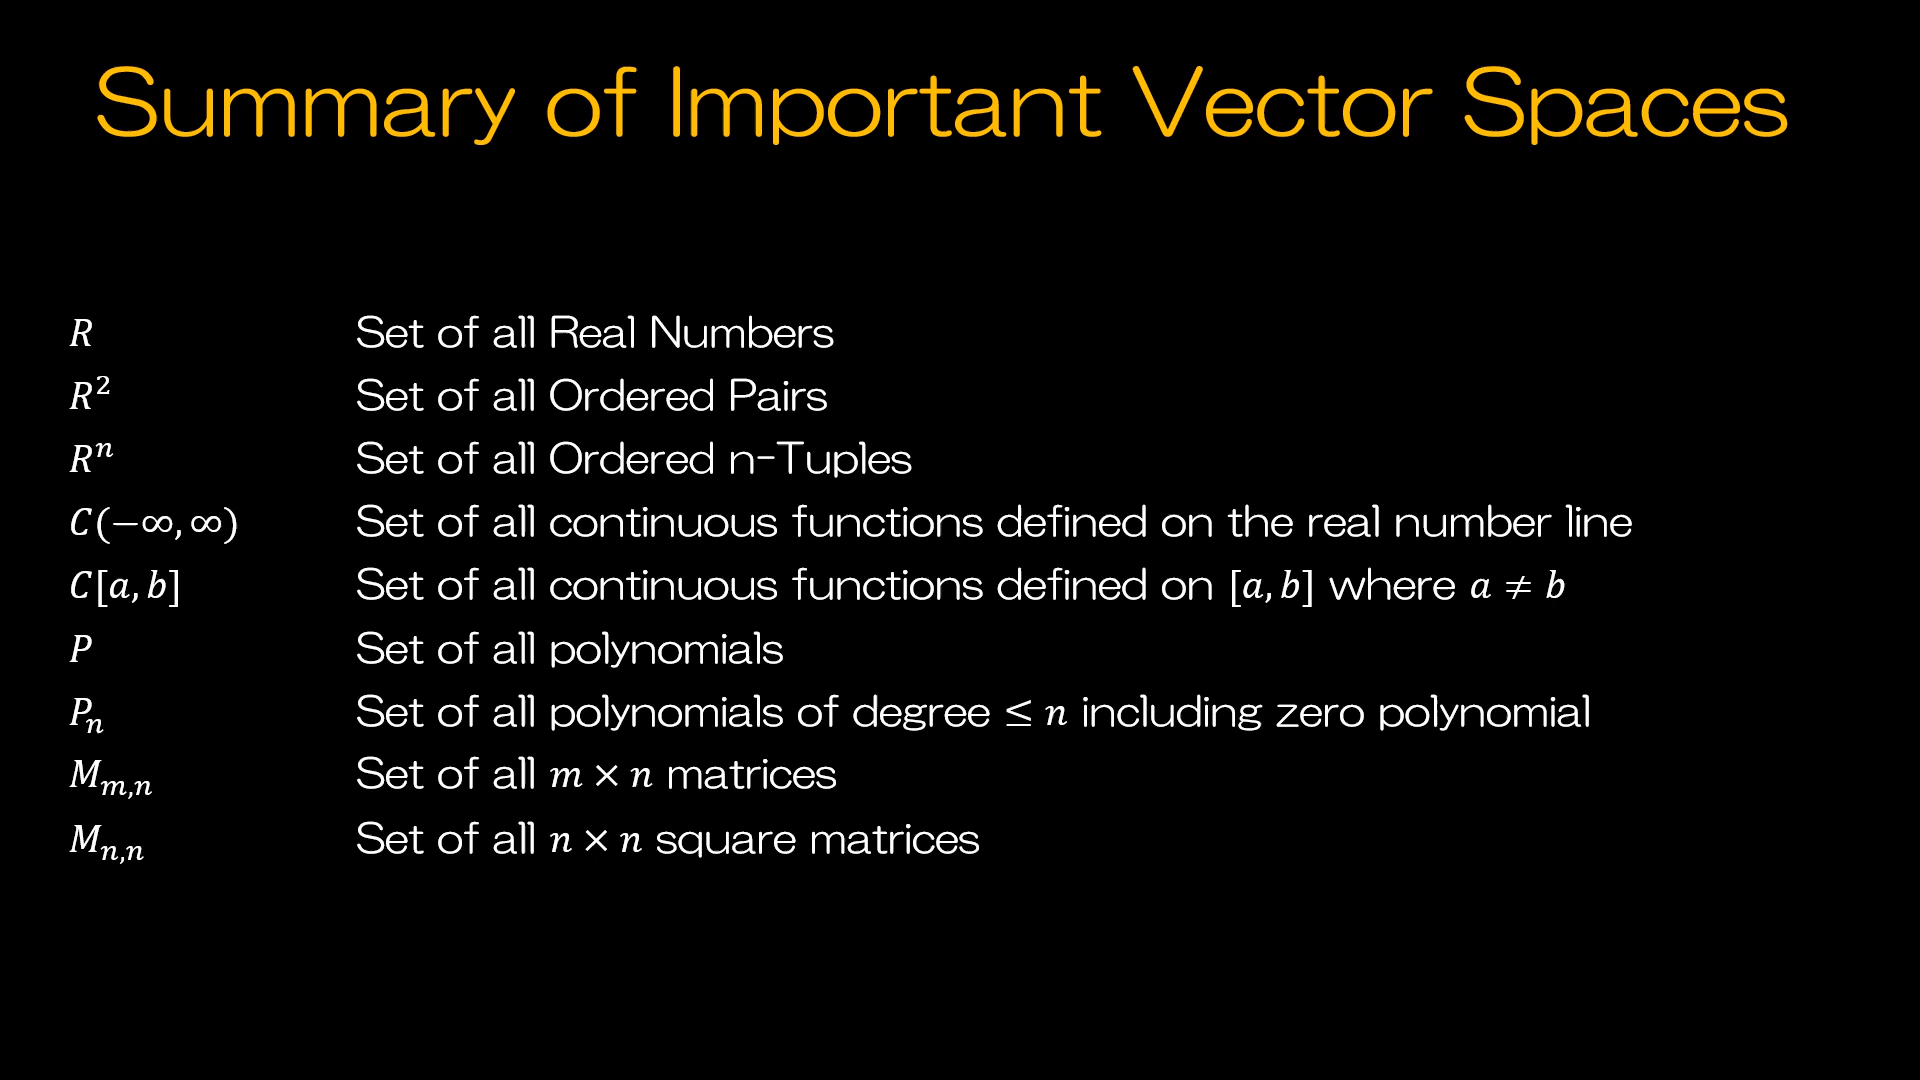 Summary of Important Vector Spaces
R Set of all Real Numbers
R² Set of all Ordered Pairs
Rⁿ Set of all Ordered n-Tuples
C(−∞, ∞) Set of all continuous functions defined on the real number line
C[a, b] Set of all continuous functions defined on [a, b] where a ≠ b
P Set of all polynomials
Pₙ Set of all polynomials of degree ≤ n including zero polynomial
M_{m,n} Set of all m × n matrices
M_{n,n} Set of all n × n square matrices